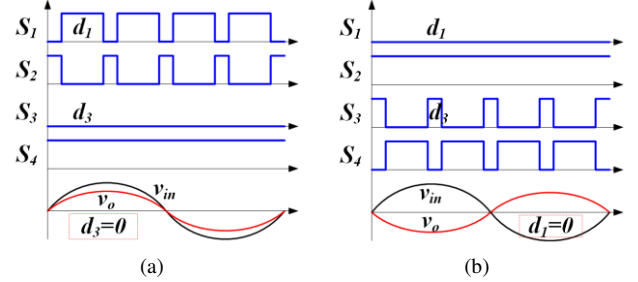 S1 d1
S2
S3 d3
S4
vo vin
d3=0
(a)
S1 d1
S2
S3 d3
S4
vin
vo d1=0
(b)